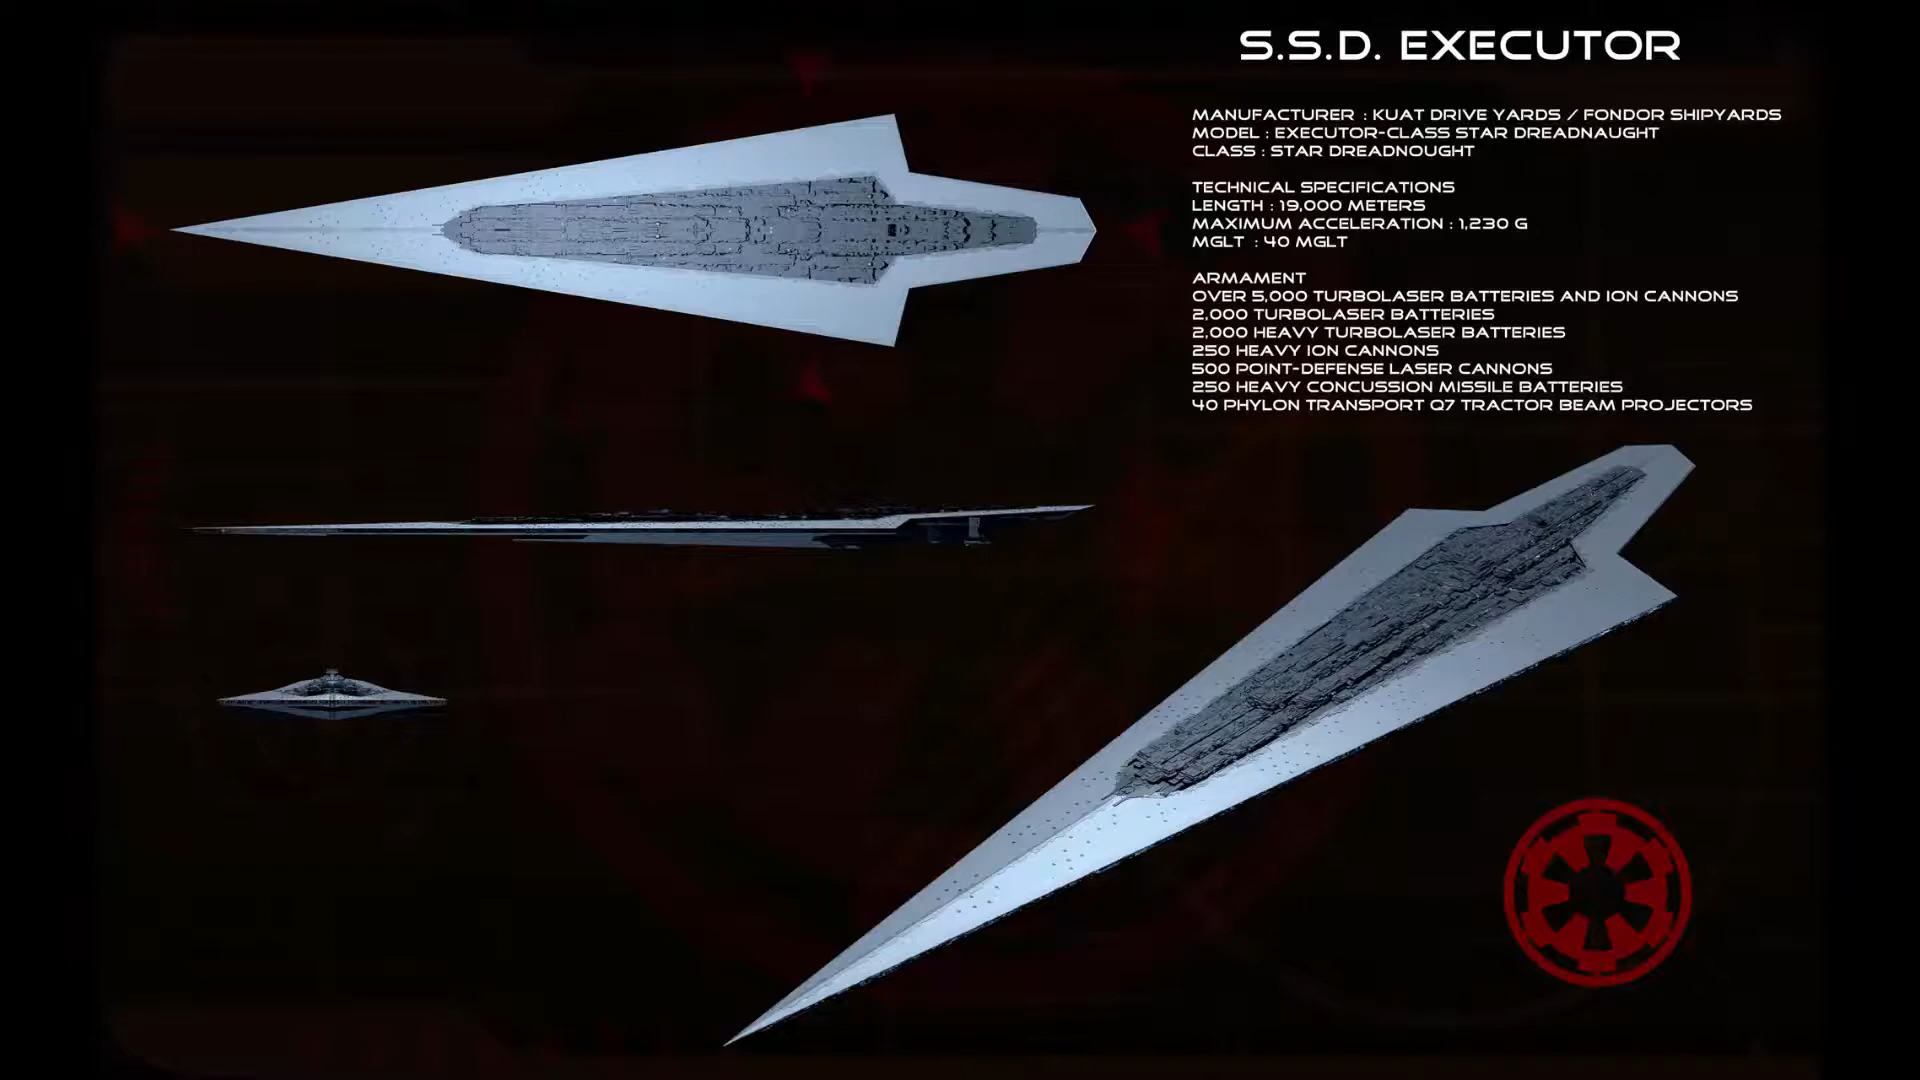 S.S.D. EXECUTOR
MANUFACTURER : KUAT DRIVE YARDS / FONDOR SHIPYARDS
MODEL : EXECUTOR-CLASS STAR DREADNAUGHT
CLASS : STAR DREADNOUGHT
TECHNICAL SPECIFICATIONS
LENGTH : 19,000 METERS
MAXIMUM ACCELERATION : 1,230 G
MGLT : 40 MGLT
ARMAMENT
OVER 5,000 TURBOLASER BATTERIES AND ION CANNONS
2,000 TURBOLASER BATTERIES
2,000 HEAVY TURBOLASER BATTERIES
250 HEAVY ION CANNONS
500 POINT-DEFENSE LASER CANNONS
250 HEAVY CONCUSSION MISSILE BATTERIES
40 PHYLON TRANSPORT Q7 TRACTOR BEAM PROJECTORS